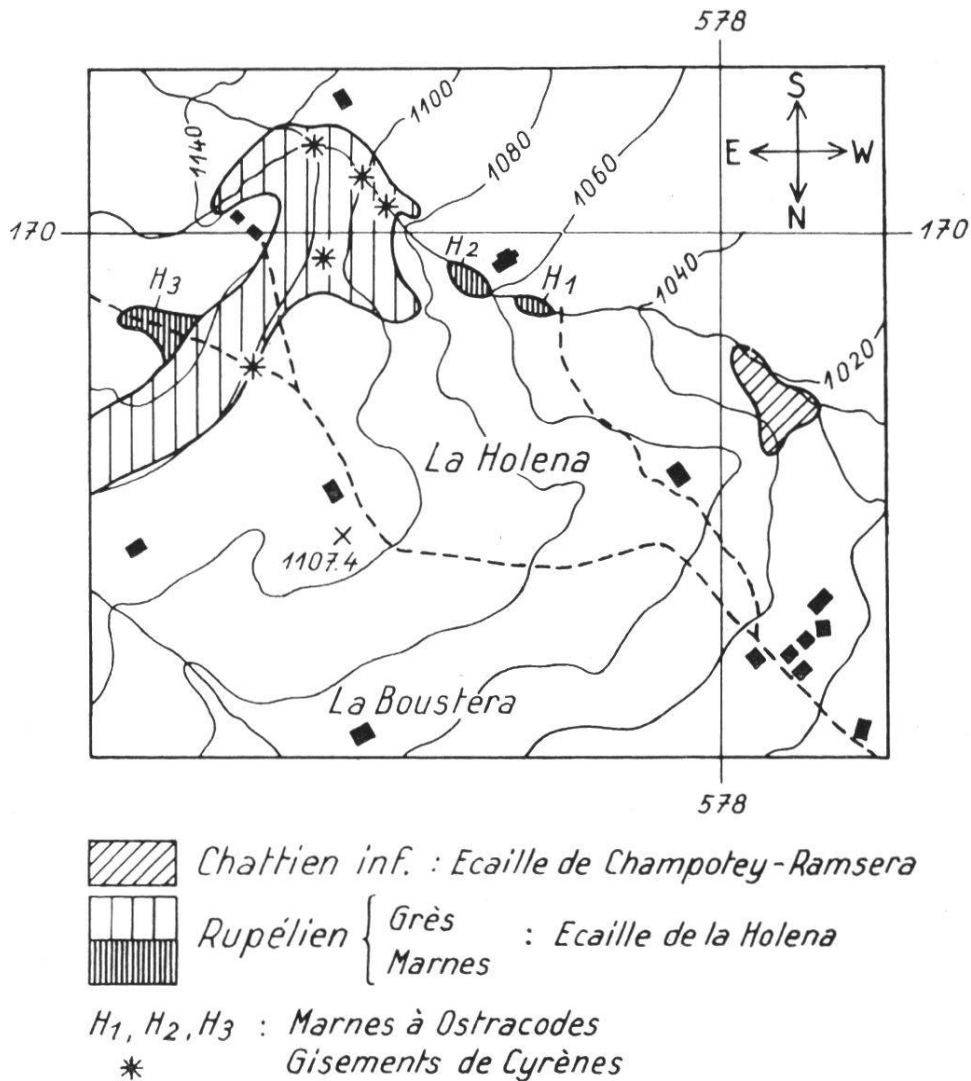 578
S
E W
N
1140
1100
1080
1060
170
170
H2
H1
H3
1040
1020
La Holena
1107.4
La Boustéra
578
Chattien inf. : Ecaille de Champotey-Ramsera
Rupélien { Grès
Marnes : Ecaille de la Holena
H1, H2, H3 : Marnes à Ostracodes
Gisements de Cyrènes